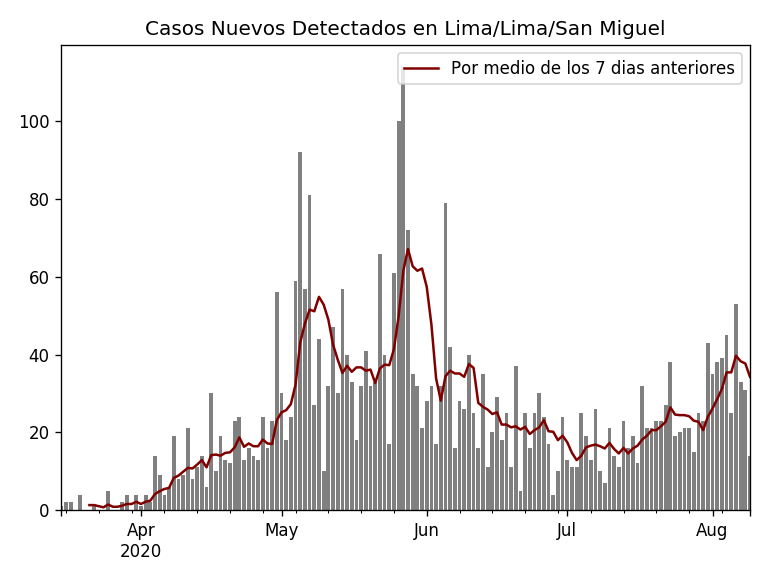 Casos Nuevos Detectados en Lima/Lima/San Miguel
Por medio de los 7 dias anteriores
100
80
60
40
20
0
Apr
2020
May
Jun
Jul
Aug